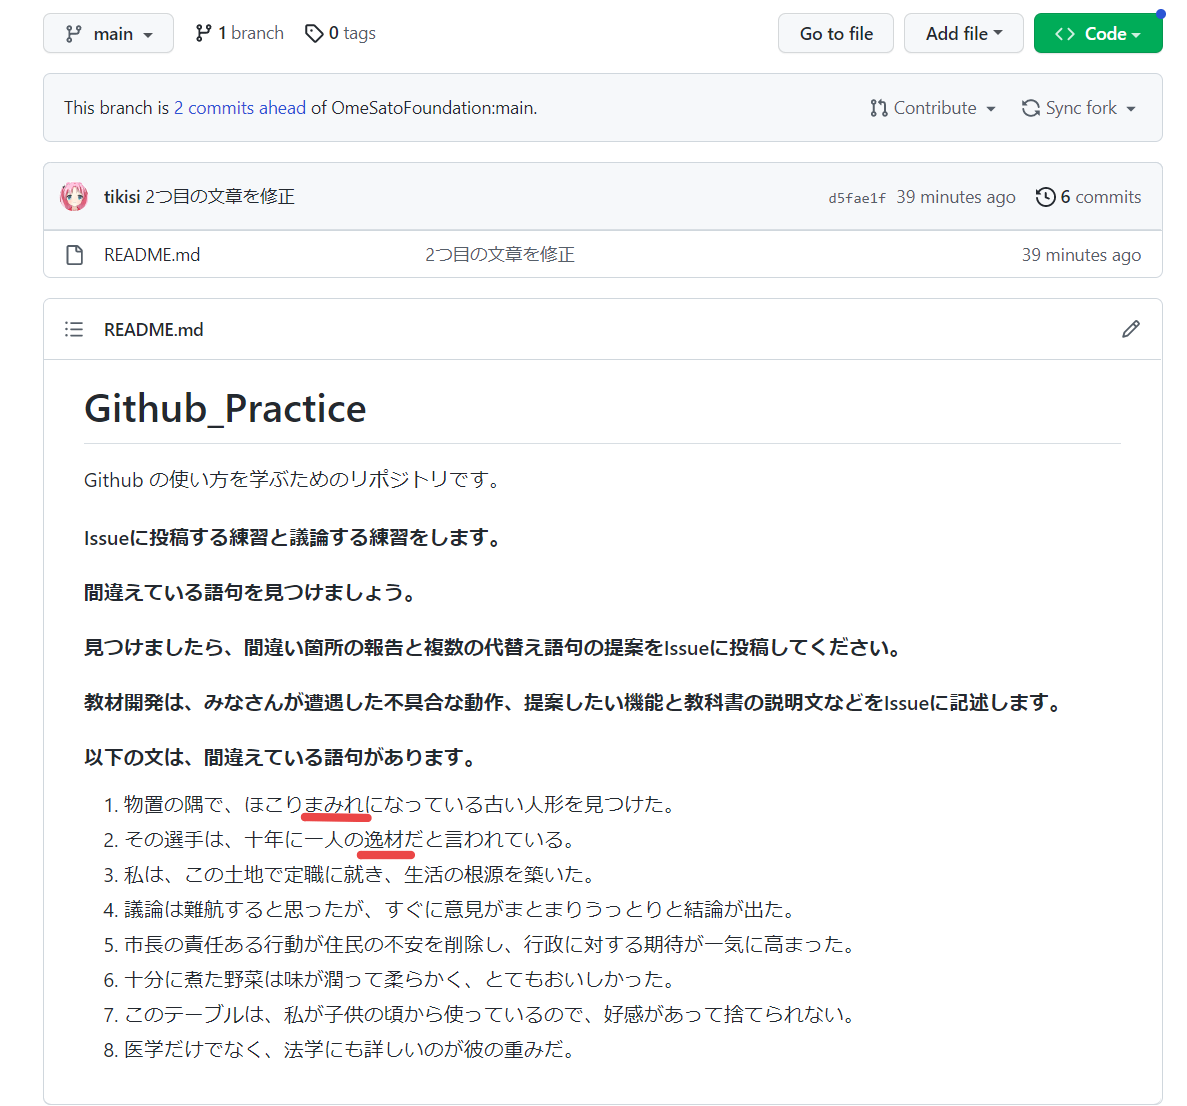 main
1 branch
0 tags
Go to file
Add file
Code
This branch is 2 commits ahead of OmeSatoFoundation:main.
Contribute
Sync fork
tikisi 2つ目の文章を修正
d5fae1f 39 minutes ago
6 commits
README.md
2つ目の文章を修正
39 minutes ago
README.md
Github_Practice
Github の使い方を学ぶためのリポジトリです。
Issueに投稿する練習と議論する練習をします。
間違えている語句を見つけましょう。
見つけましたら、間違い箇所の報告と複数の代替え語句の提案をIssueに投稿してください。
教材開発は、みなさんが遭遇した不具合な動作、提案したい機能と教科書の説明文などをIssueに記述します。
以下の文は、間違えている語句があります。
1. 物置の隅で、ほこりまみれになっている古い人形を見つけた。
2. その選手は、十年に一人の逸材だと言われている。
3. 私は、この土地で定職に就き、生活の根源を築いた。
4. 議論は難航すると思ったが、すぐに意見がまとまりうっとりと結論が出た。
5. 市長の責任ある行動が住民の不安を削除し、行政に対する期待が一気に高まった。
6. 十分に煮た野菜は味が潤って柔らかく、とてもおいしかった。
7. このテーブルは、私が子供の頃から使っているので、好感があって捨てられない。
8. 医学だけでなく、法学にも詳しいのが彼の重みだ。